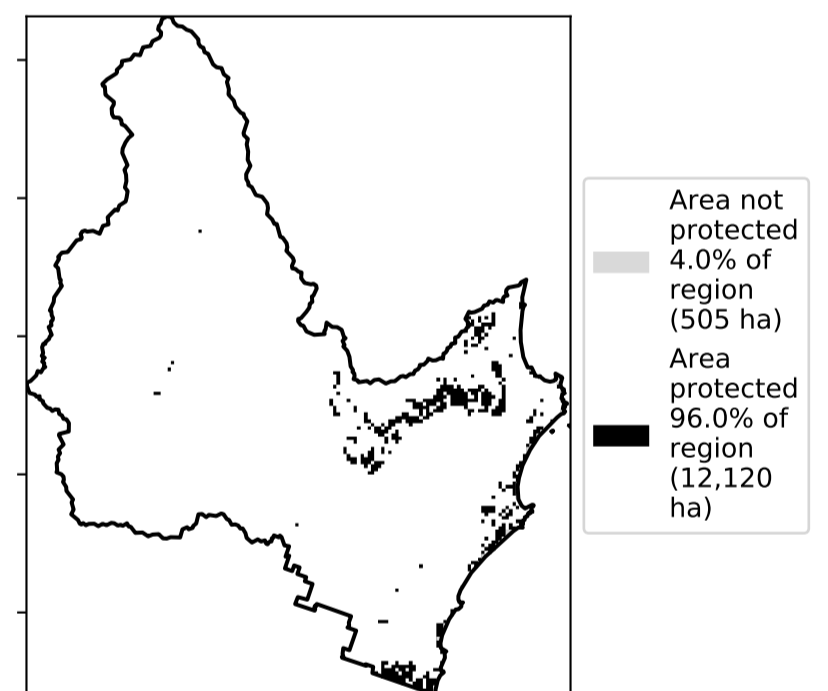 Area not
protected
4.0% of
region
(505 ha)
Area
protected
96.0% of
region
(12,120
ha)